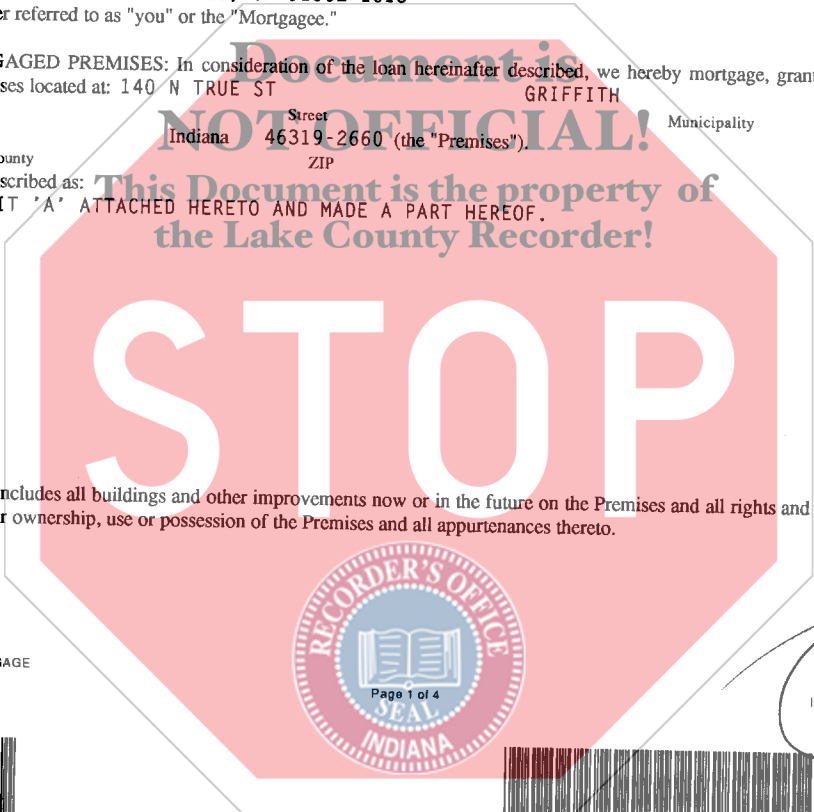 er referred to as "you" or the "Mortgagee."
GAGED PREMISES: In consideration of the loan hereinafter described, we hereby mortgage, grant
ses located at: 140 N TRUE ST GRIFFITH
Street Municipality
Indiana 46319-2660 (the "Premises").
ounty ZIP
scribed as:
IT 'A' ATTACHED HERETO AND MADE A PART HEREOF.
Document is
NOT OFFICIAL!
This Document is the property of
the Lake County Recorder!
STOP
ncludes all buildings and other improvements now or in the future on the Premises and all rights and
r ownership, use or possession of the Premises and all appurtenances thereto.
RECORDER'S OFFICE
GAGE
Page 1 of 4
SEAL
INDIANA